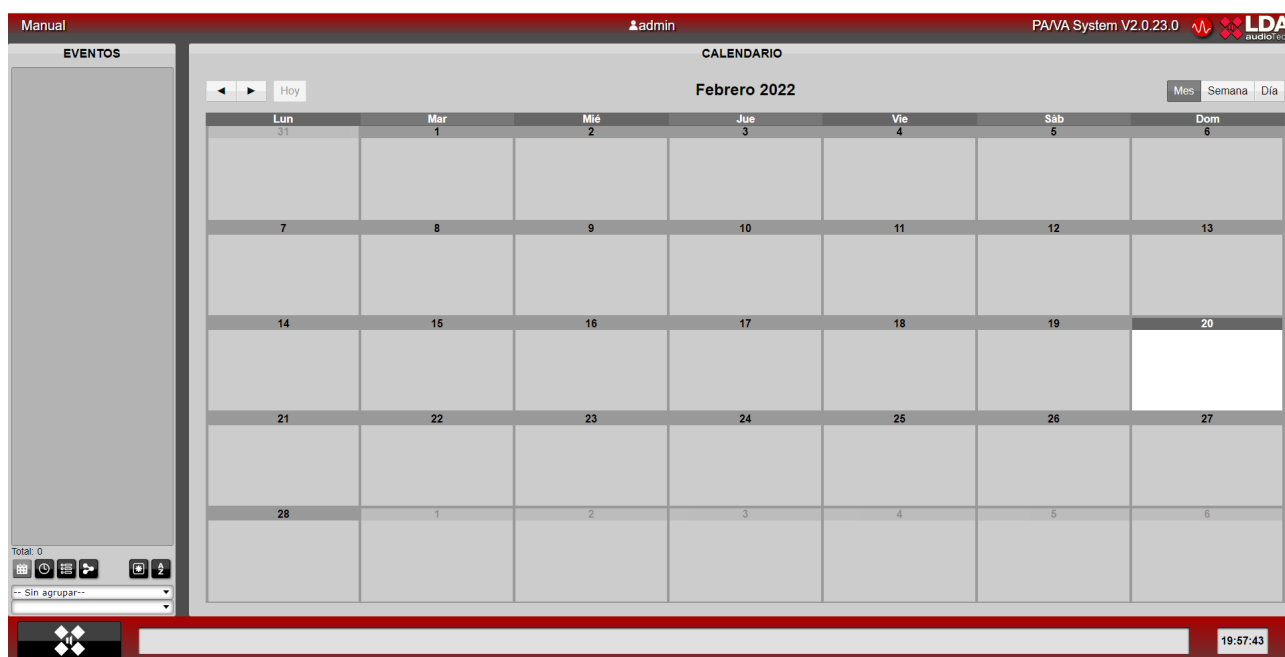 Manual
admin
PA/VA System V2.0.23.0
LDA
audioTec
EVENTOS
CALENDARIO
Hoy
Febrero 2022
Mes Semana Día
Lun Mar Mié Jue Vie Sáb Dom
31 1 2 3 4 5 6
7 8 9 10 11 12 13
14 15 16 17 18 19 20
21 22 23 24 25 26 27
28 1 2 3 4 5 6
Total: 0
A
Z
-- Sin agrupar--
19:57:43